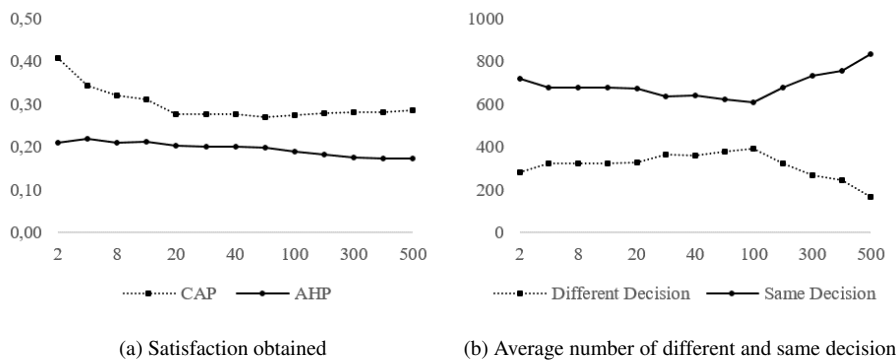 0,50
0,40
0,30
0,20
0,10
0,00
2 8 20 40 100 300 500
CAP AHP
(a) Satisfaction obtained
1000
800
600
400
200
0
2 8 20 40 100 300 500
Different Decision Same Decision
(b) Average number of different and same decision